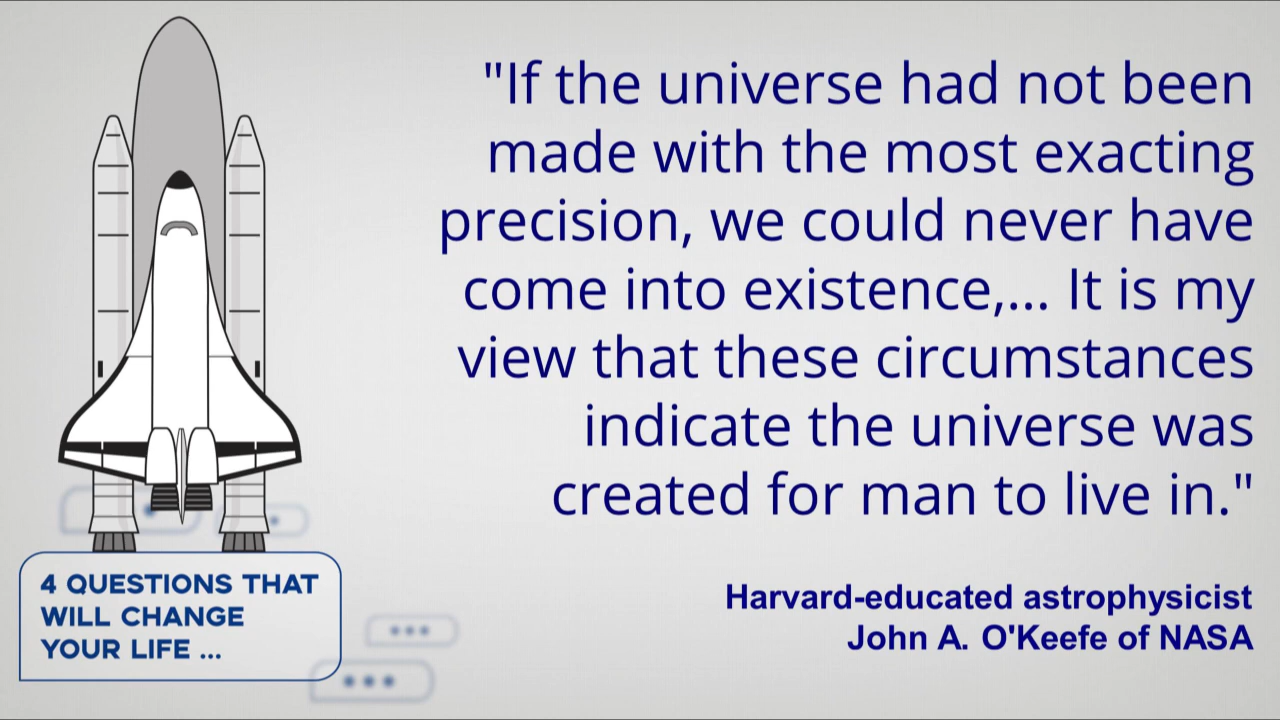 "If the universe had not been
made with the most exacting
precision, we could never have
come into existence,... It is my
view that these circumstances
indicate the universe was
created for man to live in."
Harvard-educated astrophysicist
John A. O'Keefe of NASA
4 QUESTIONS THAT
WILL CHANGE
YOUR LIFE ...